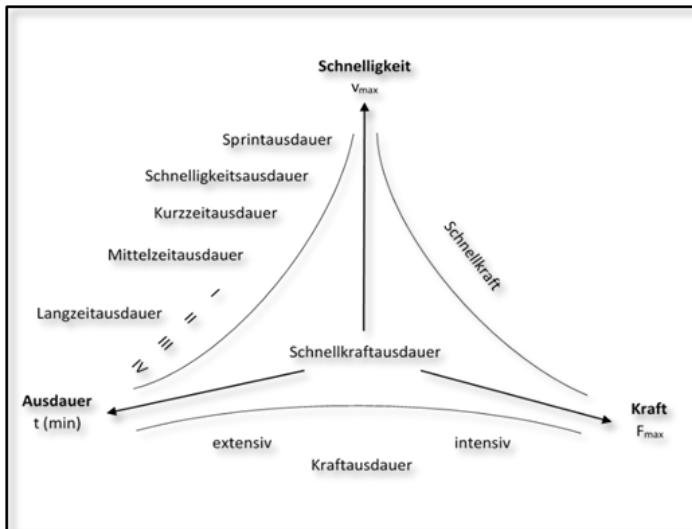 Schnelligkeit
vmax
Sprintausdauer
Schnelligkeitsausdauer
Kurzzeitausdauer
Mittelzeitausdauer
Schnellkraft
Langzeitausdauer
I
II
III
IV
Schnellkraftausdauer
Ausdauer
t (min)
Kraft
Fmax
extensiv
intensiv
Kraftausdauer